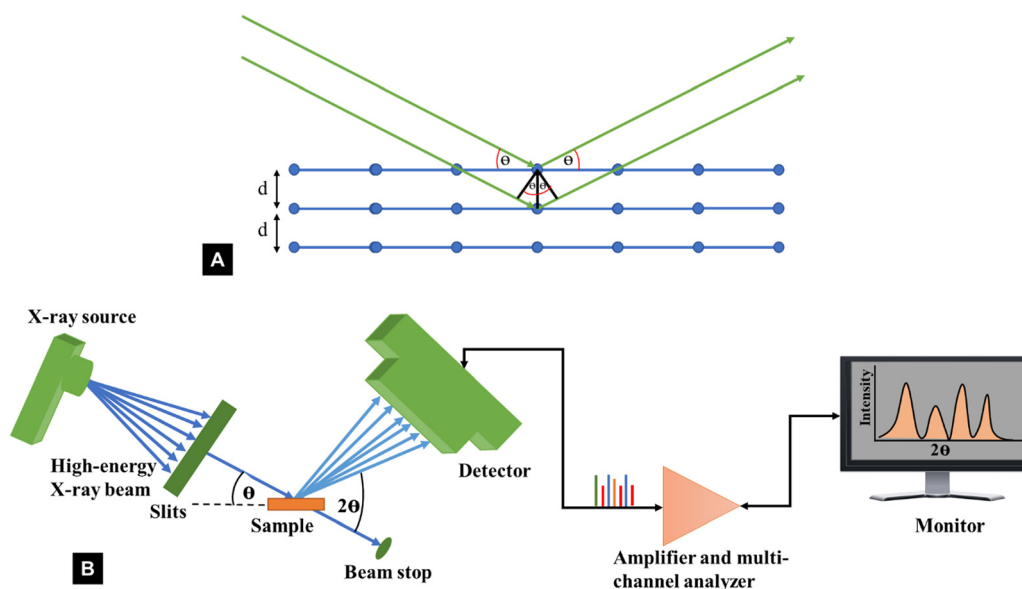 ϴ
ϴ
ϴ ϴ
d
d
A
X-ray source
High-energy
X-ray beam
Slits
ϴ
Sample
2ϴ
Beam stop
Detector
Amplifier and multi-
channel analyzer
Intensity
2ϴ
Monitor
B